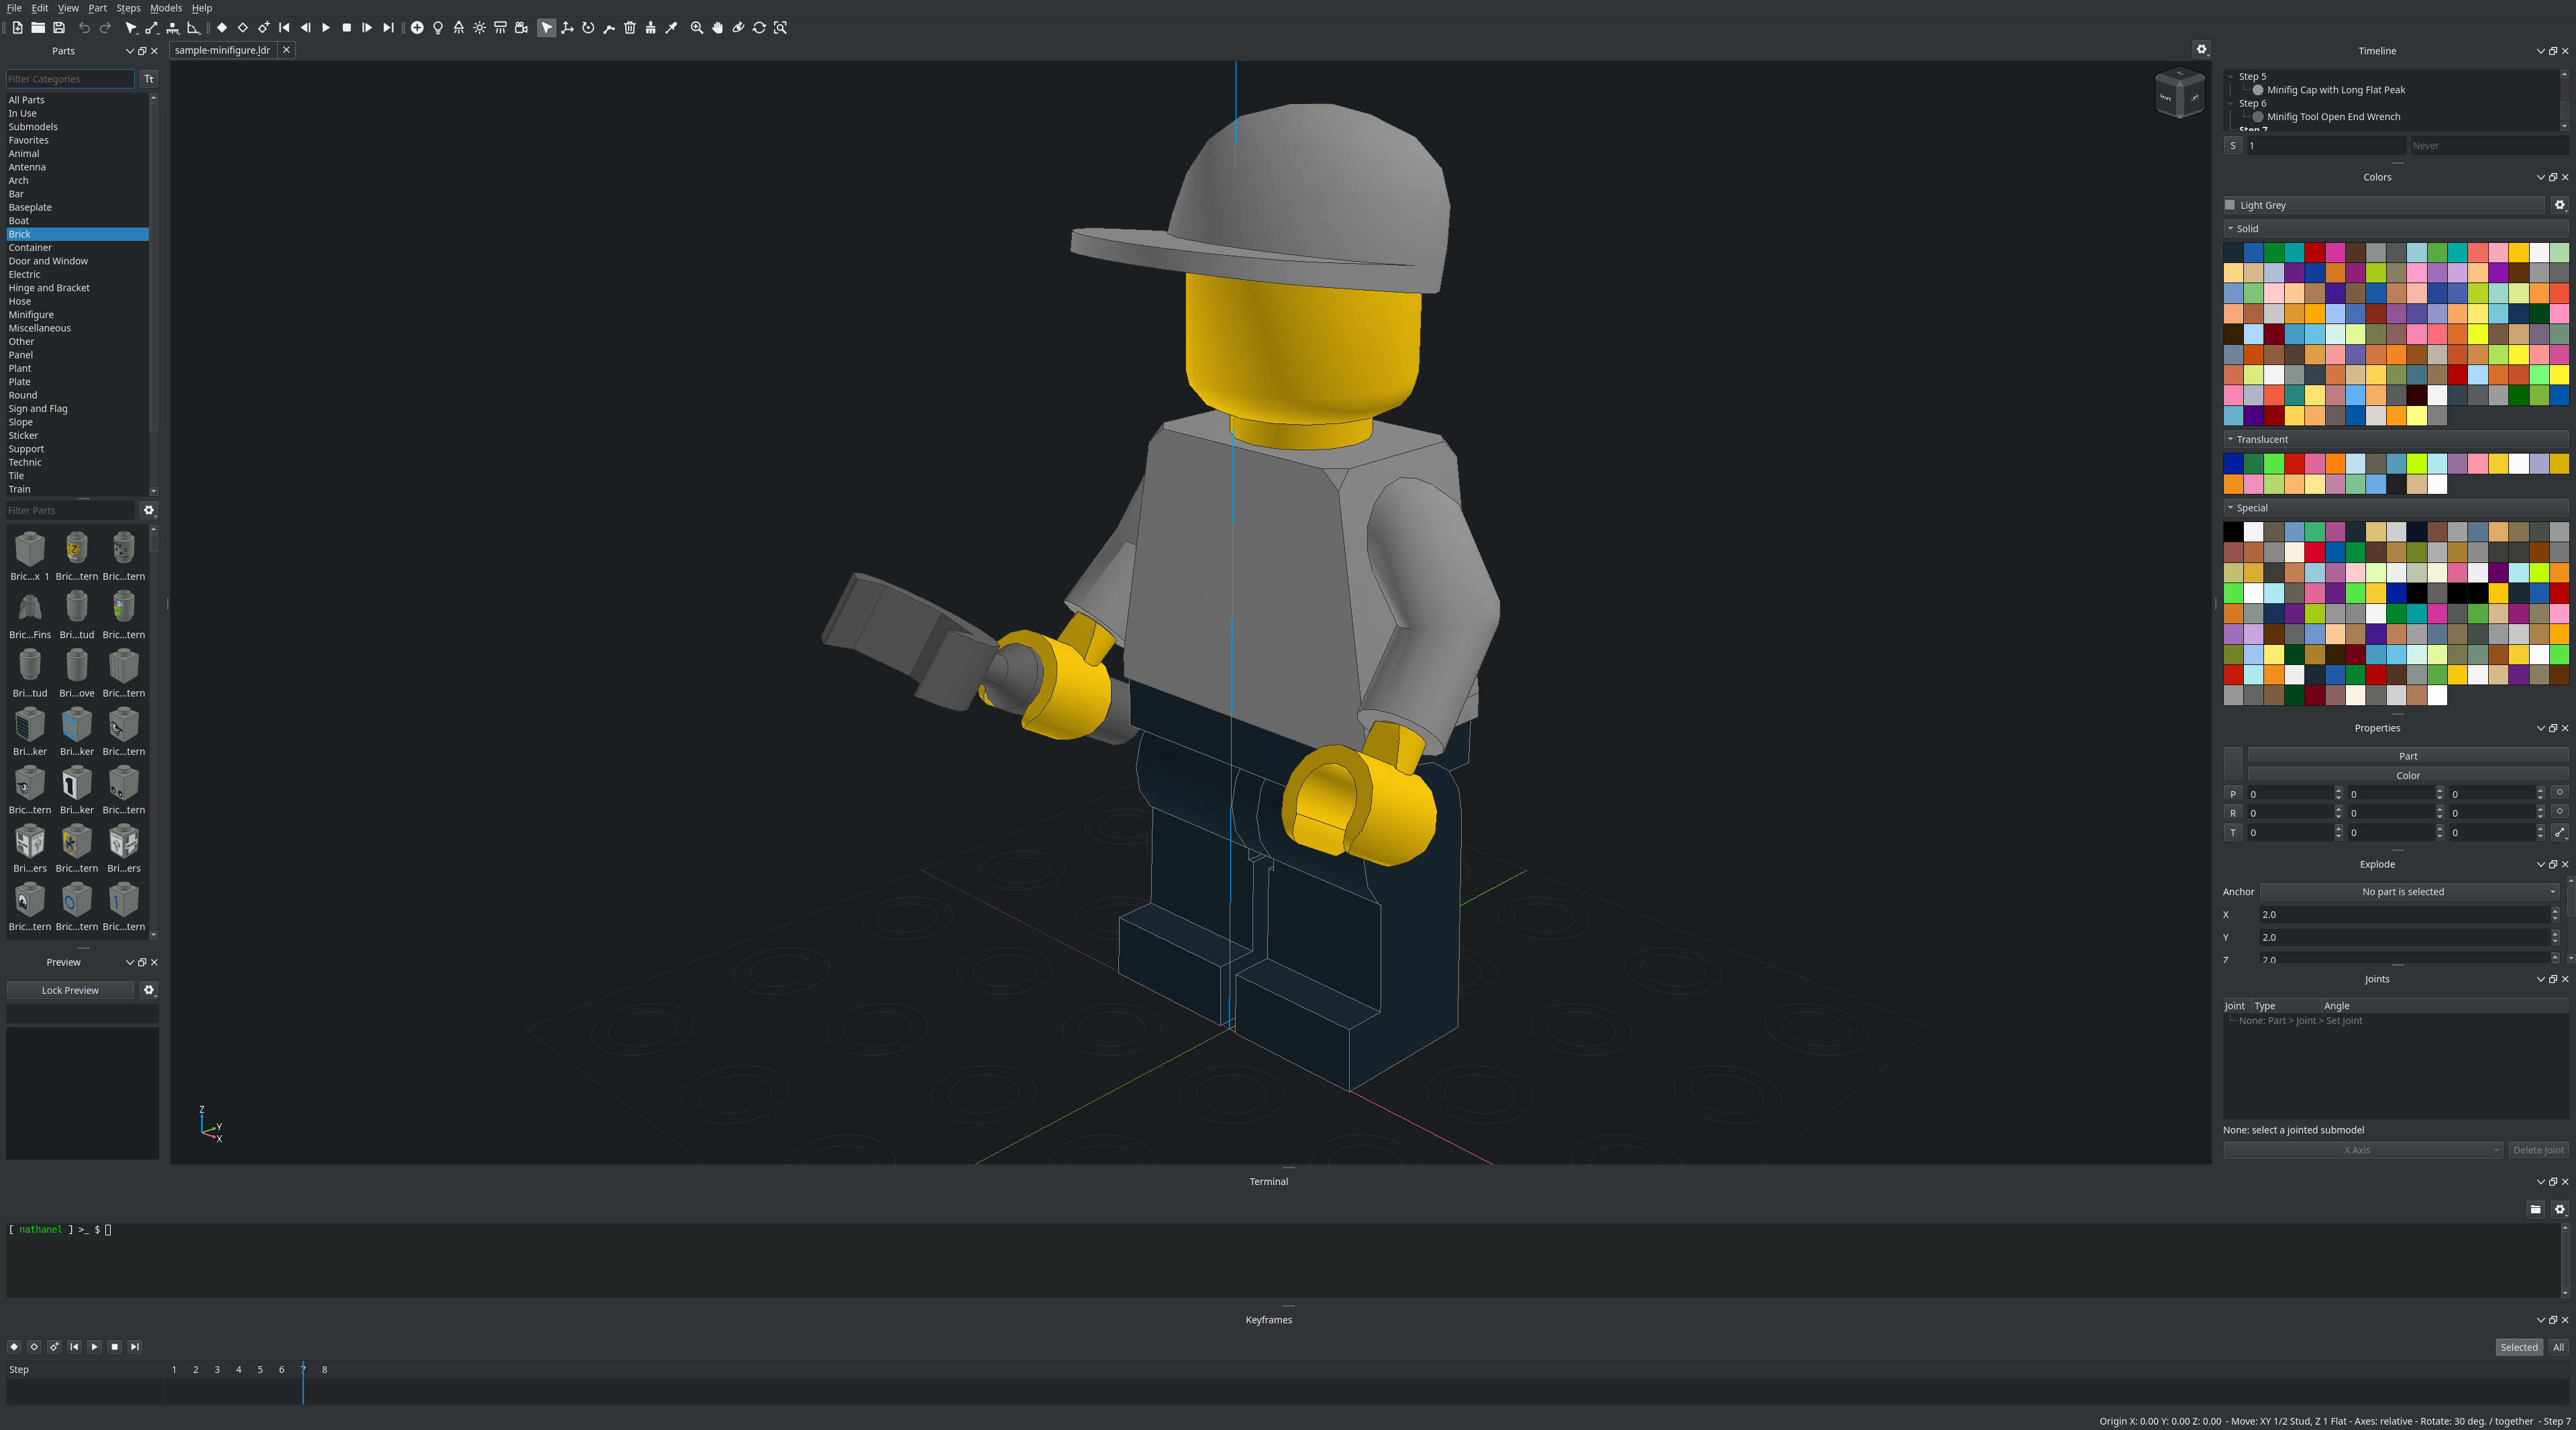 File Edit View Part Steps Models Help
Parts
sample-minifigure.ldr
Timeline
Filter Categories
Tt
All Parts
In Use
Submodels
Favorites
Animal
Antenna
Arch
Bar
Baseplate
Boat
Brick
Container
Door and Window
Electric
Hinge and Bracket
Hose
Minifigure
Miscellaneous
Other
Panel
Plant
Plate
Round
Sign and Flag
Slope
Sticker
Support
Technic
Tile
Train
Filter Parts
Bric...x 1 Bric...tern Bric...tern
Bric...Fins Bri...tud Bric...tern
Bri...tud Bri...ove Bric...tern
Bri...ker Bri...ker Bric...tern
Bric...tern Bri...ker Bric...tern
Bri...ers Bric...tern Bri...ers
Bric...tern Bric...tern Bric...tern
Preview
Lock Preview
Z
Y
X
Step 5
Minifig Cap with Long Flat Peak
Step 6
Minifig Tool Open End Wrench
Step 7
S 1 Never
Colors
Light Grey
Solid
Translucent
Special
Properties
Part
Color
P 0 0 0
R 0 0 0
T 0 0 0
Explode
Anchor No part is selected
X 2.0
Y 2.0
Z 2.0
Joints
Joint Type Angle
None: Part > Joint > Set Joint
None: select a jointed submodel
X Axis Delete Joint
Terminal
[ nathanel ] >_ $
Keyframes
Selected All
Step 1 2 3 4 5 6 7 8
Origin X: 0.00 Y: 0.00 Z: 0.00 - Move: XY 1/2 Stud, Z 1 Flat - Axes: relative - Rotate: 30 deg. / together - Step 7